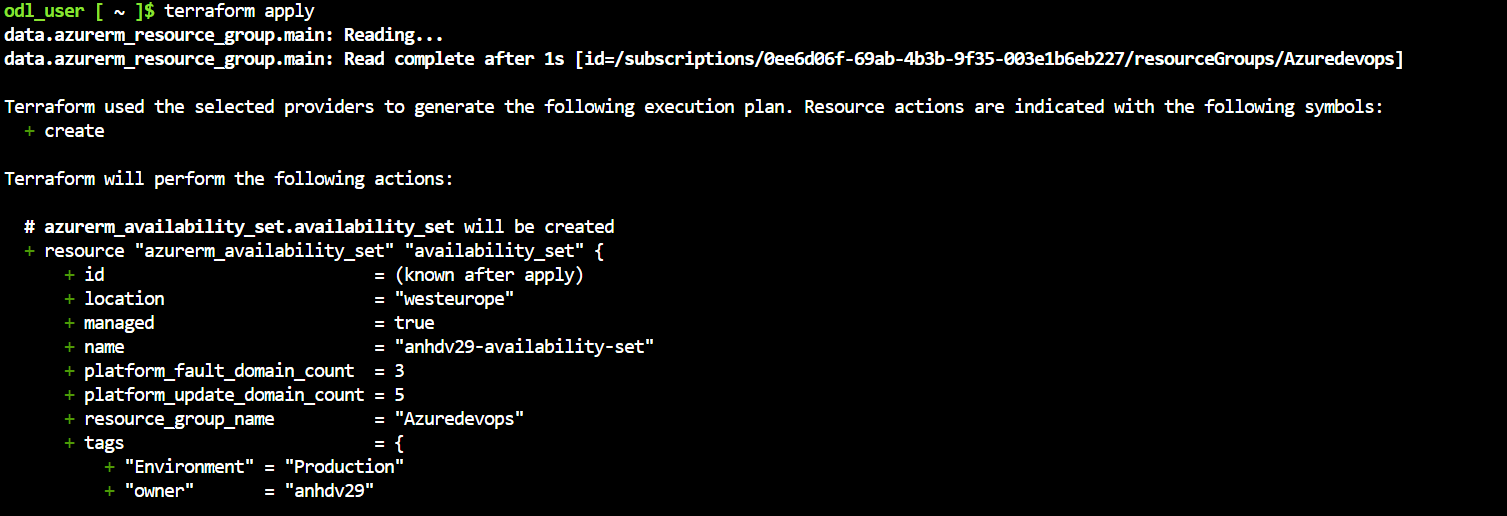 odl_user [ ~ ]$ terraform apply
data.azurerm_resource_group.main: Reading...
data.azurerm_resource_group.main: Read complete after 1s [id=/subscriptions/0ee6d06f-69ab-4b3b-9f35-003e1b6eb227/resourceGroups/Azuredevops]

Terraform used the selected providers to generate the following execution plan. Resource actions are indicated with the following symbols:
  + create

Terraform will perform the following actions:

  # azurerm_availability_set.availability_set will be created
  + resource "azurerm_availability_set" "availability_set" {
      + id                           = (known after apply)
      + location                     = "westeurope"
      + managed                      = true
      + name                         = "anhdv29-availability-set"
      + platform_fault_domain_count  = 3
      + platform_update_domain_count = 5
      + resource_group_name          = "Azuredevops"
      + tags                         = {
          + "Environment" = "Production"
          + "owner"       = "anhdv29"